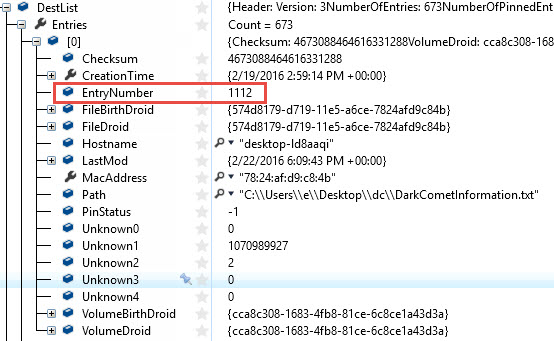 DestList {Header: Version: 3NumberOfEntries: 673NumberOfPinnedEnt
Entries Count = 673
[0] {Checksum: 4673088464616331288VolumeDroid: cca8c308-168
Checksum 4673088464616331288
CreationTime {2/19/2016 2:59:14 PM +00:00}
EntryNumber 1112
FileBirthDroid {574d8179-d719-11e5-a6ce-7824afd9c84b}
FileDroid {574d8179-d719-11e5-a6ce-7824afd9c84b}
Hostname "desktop-ld8aaqi"
LastMod {2/22/2016 6:09:43 PM +00:00}
MacAddress "78:24:af:d9:c8:4b"
Path "C:\\Users\\e\\Desktop\\dc\\DarkCometInformation.txt"
PinStatus -1
Unknown0 0
Unknown1 1070989927
Unknown2 2
Unknown3 0
Unknown4 0
VolumeBirthDroid {cca8c308-1683-4fb8-81ce-6c8ce1a43d3a}
VolumeDroid {cca8c308-1683-4fb8-81ce-6c8ce1a43d3a}